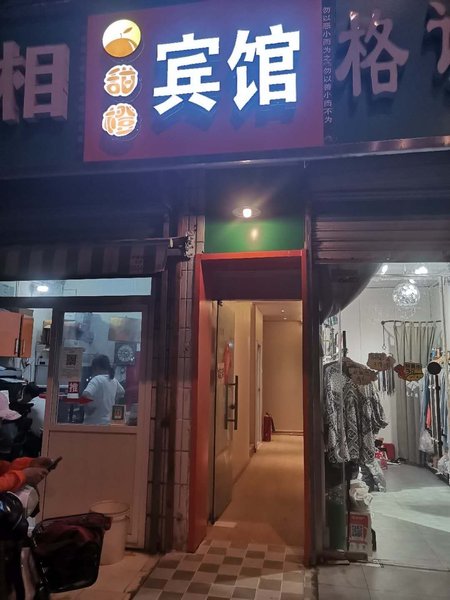 相
甜橙
宾馆
勿以恶小而为之,勿以善小而不为
格
推